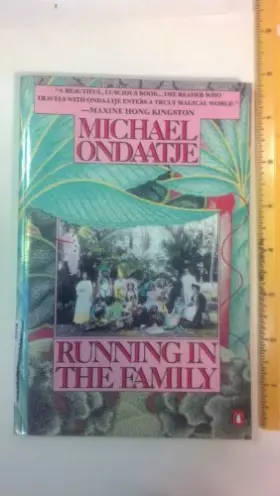 "A BEAUTIFUL, LUSCIOUS BOOK...THE READER WHO
TRAVELS WITH ONDAATJE ENTERS A TRULY MAGICAL WORLD."
—MAXINE HONG KINGSTON
MICHAEL
ONDAATJE
RUNNING IN
THE FAMILY